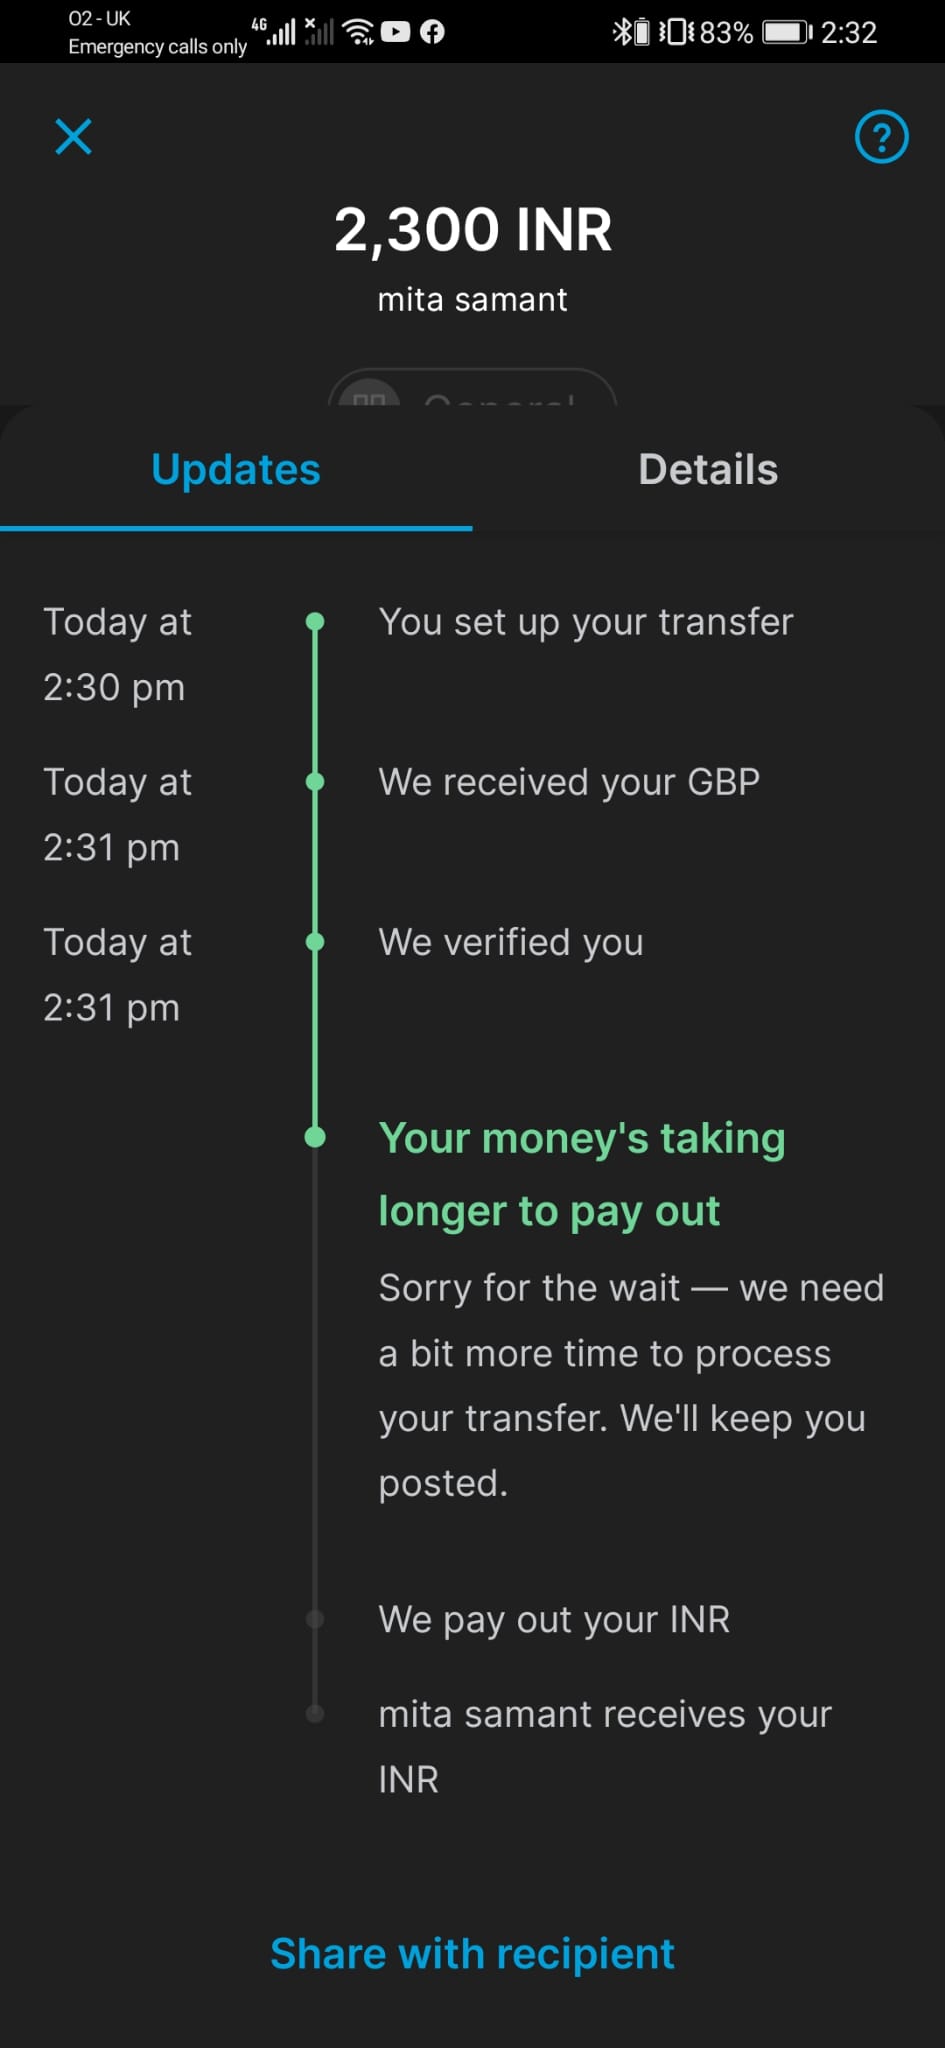 O2 - UK
Emergency calls only
4G
83%
2:32
?
2,300 INR
mita samant
General
Updates
Details
Today at
2:30 pm
You set up your transfer
Today at
2:31 pm
We received your GBP
Today at
2:31 pm
We verified you
Your money's taking
longer to pay out
Sorry for the wait — we need
a bit more time to process
your transfer. We'll keep you
posted.
We pay out your INR
mita samant receives your
INR
Share with recipient